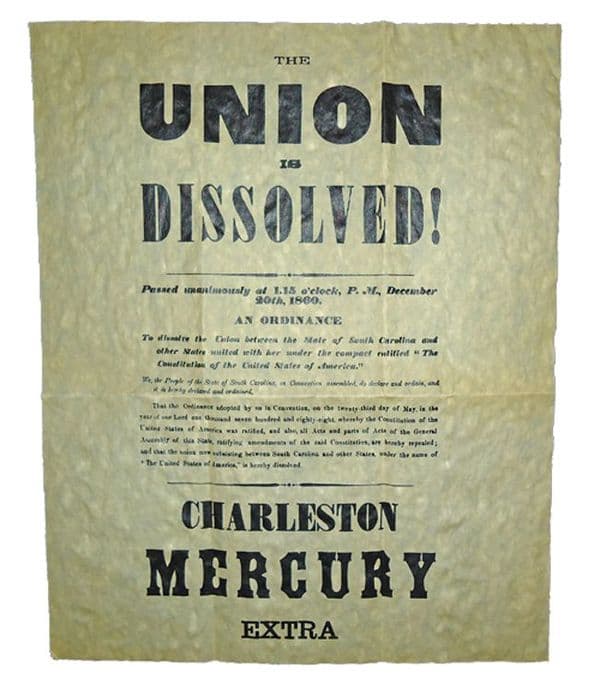 THE
UNION
IS
DISSOLVED!
Passed unanimously at 1.15 o'clock, P. M., December
20th, 1860.
AN ORDINANCE
To dissolve the Union between the State of South Carolina and
other States united with her under the compact entitled "The
Constitution of the United States of America."
We, the People of the State of South Carolina, in Convention assembled, do declare and ordain, and
it is hereby declared and ordained,
That the Ordinance adopted by us in Convention, on the twenty-third day of May, in the
year of our Lord one thousand seven hundred and eighty-eight, whereby the Constitution of the
United States of America was ratified, and also, all Acts and parts of Acts of the General
Assembly of this State, ratifying amendments of the said Constitution, are hereby repealed;
and that the union now subsisting between South Carolina and other States, under the name of
"The United States of America," is hereby dissolved.
CHARLESTON
MERCURY
EXTRA